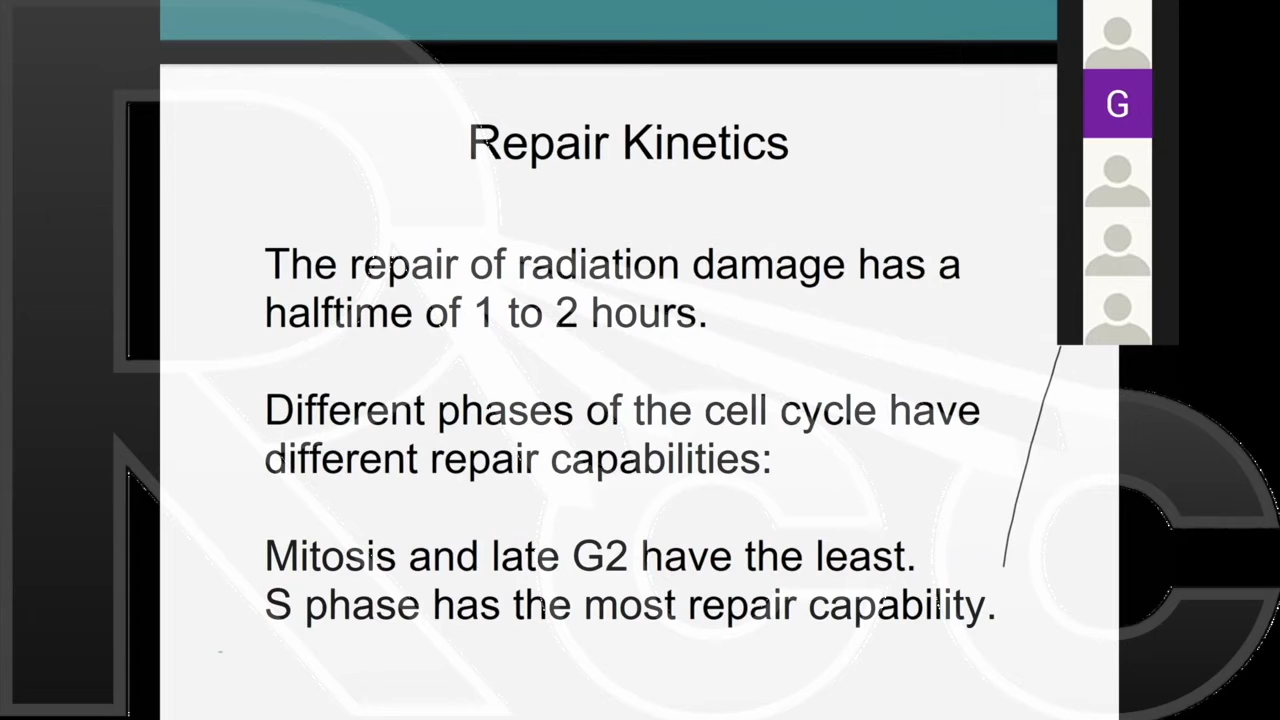 Repair Kinetics
G
The repair of radiation damage has a
halftime of 1 to 2 hours.
Different phases of the cell cycle have
different repair capabilities:
Mitosis and late G2 have the least.
S phase has the most repair capability.
RCC